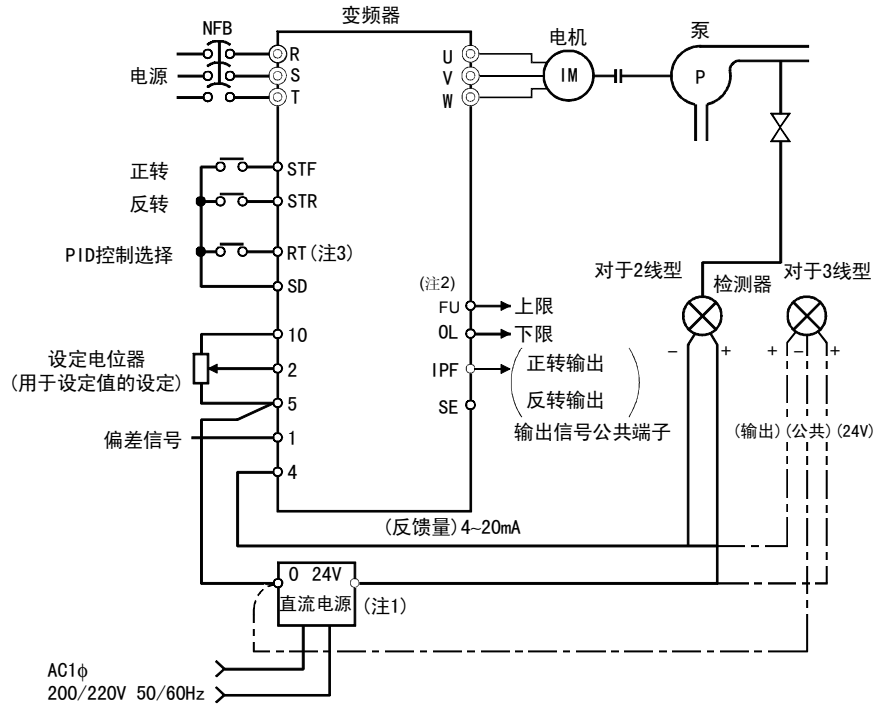 变频器
NFB
电源
R
S
T
U
V
W
电机
IM
泵
P
正转
STF
反转
STR
PID控制选择
RT(注3)
SD
(注2)
FU
上限
OL
下限
IPF
正转输出
反转输出
SE
输出信号公共端子
对于2线型
检测器
对于3线型
- +
+ - +
(输出)(公共)(24V)
10
设定电位器
(用于设定值的设定)
2
5
偏差信号
1
4
(反馈量)4~20mA
0 24V
直流电源
(注1)
AC1ϕ
200/220V 50/60Hz